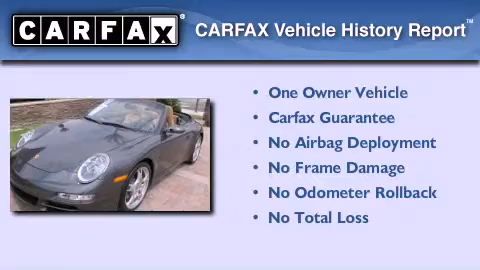 CARFAX®
CARFAX Vehicle History Report™
• One Owner Vehicle
• Carfax Guarantee
• No Airbag Deployment
• No Frame Damage
• No Odometer Rollback
• No Total Loss